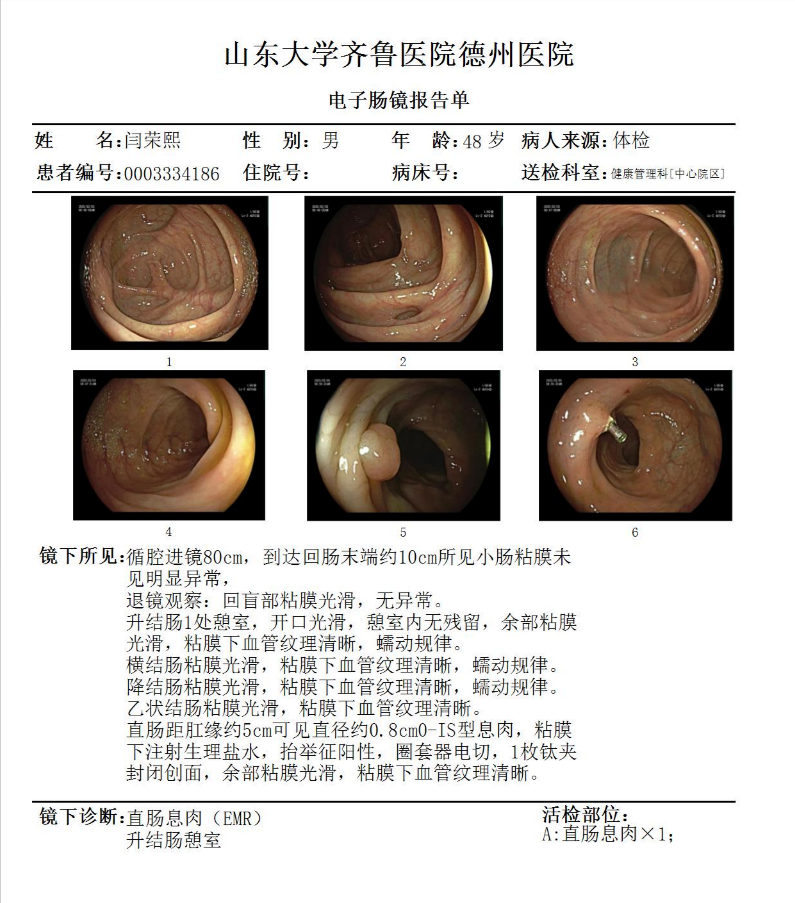 山东大学齐鲁医院德州医院
电子肠镜报告单
姓 名:闫荣熙 性 别: 男 年 龄:48 岁 病人来源:体检
患者编号:0003334186 住院号: 病床号: 送检科室:健康管理科[中心院区]
1 2 3
4 5 6
镜下所见:循腔进镜80cm，到达回肠末端约10cm所见小肠粘膜未
见明显异常，
退镜观察：回盲部粘膜光滑，无异常。
升结肠1处憩室，开口光滑，憩室内无残留，余部粘膜
光滑，粘膜下血管纹理清晰，蠕动规律。
横结肠粘膜光滑，粘膜下血管纹理清晰，蠕动规律。
降结肠粘膜光滑，粘膜下血管纹理清晰，蠕动规律。
乙状结肠粘膜光滑，粘膜下血管纹理清晰。
直肠距肛缘约5cm可见直径约0.8cm0-IS型息肉，粘膜
下注射生理盐水，抬举征阳性，圈套器电切，1枚钛夹
封闭创面，余部粘膜光滑，粘膜下血管纹理清晰。
镜下诊断:直肠息肉（EMR）
升结肠憩室
活检部位:
A:直肠息肉×1;